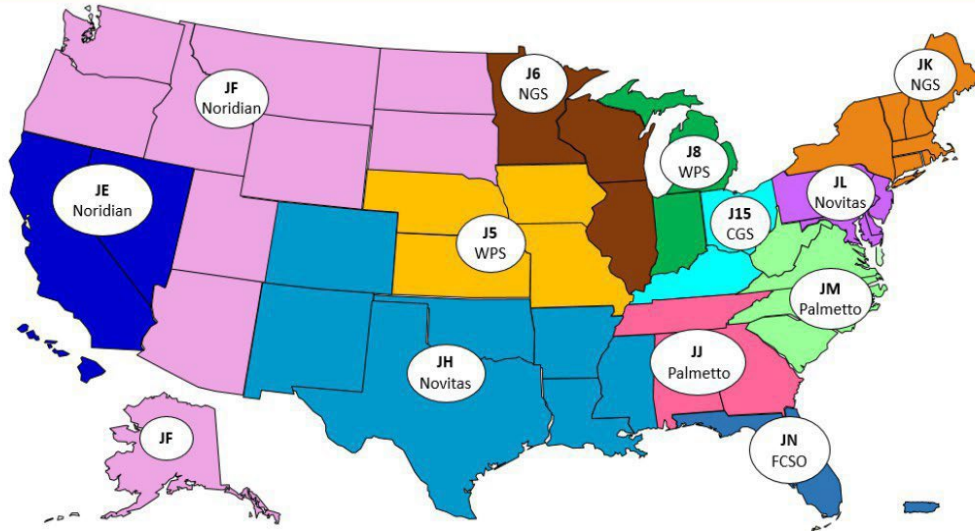 JF
Noridian
J6
NGS
JK
NGS
JE
Noridian
J8
WPS
JL
Novitas
J15
CGS
J5
WPS
JM
Palmetto
JH
Novitas
JJ
Palmetto
JF
JN
FCSO